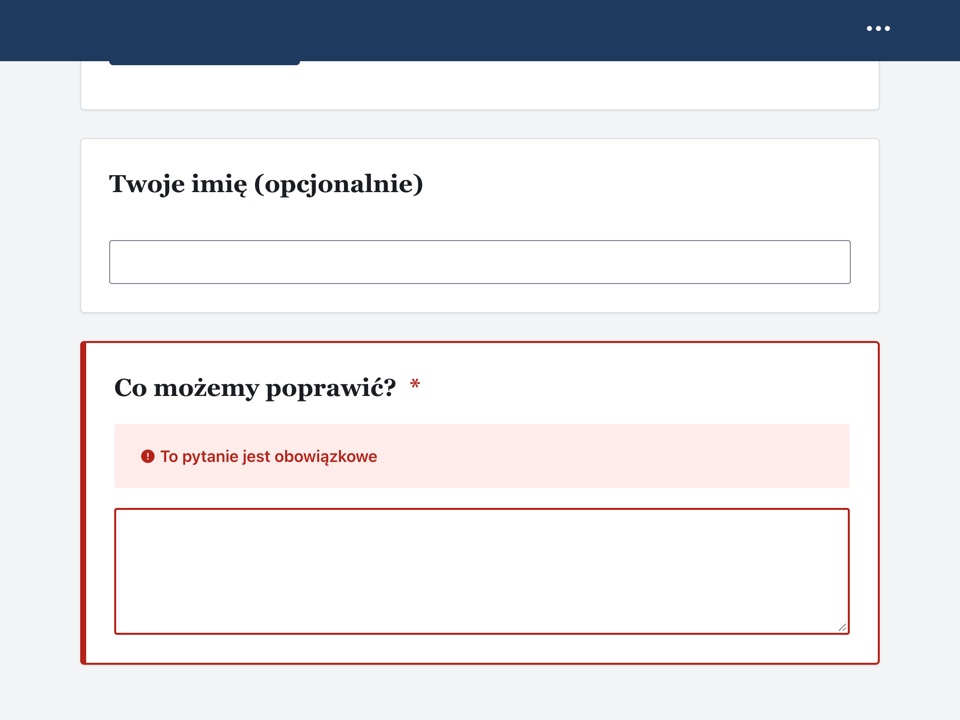 Twoje imię (opcjonalnie)
Co możemy poprawić? *
To pytanie jest obowiązkowe